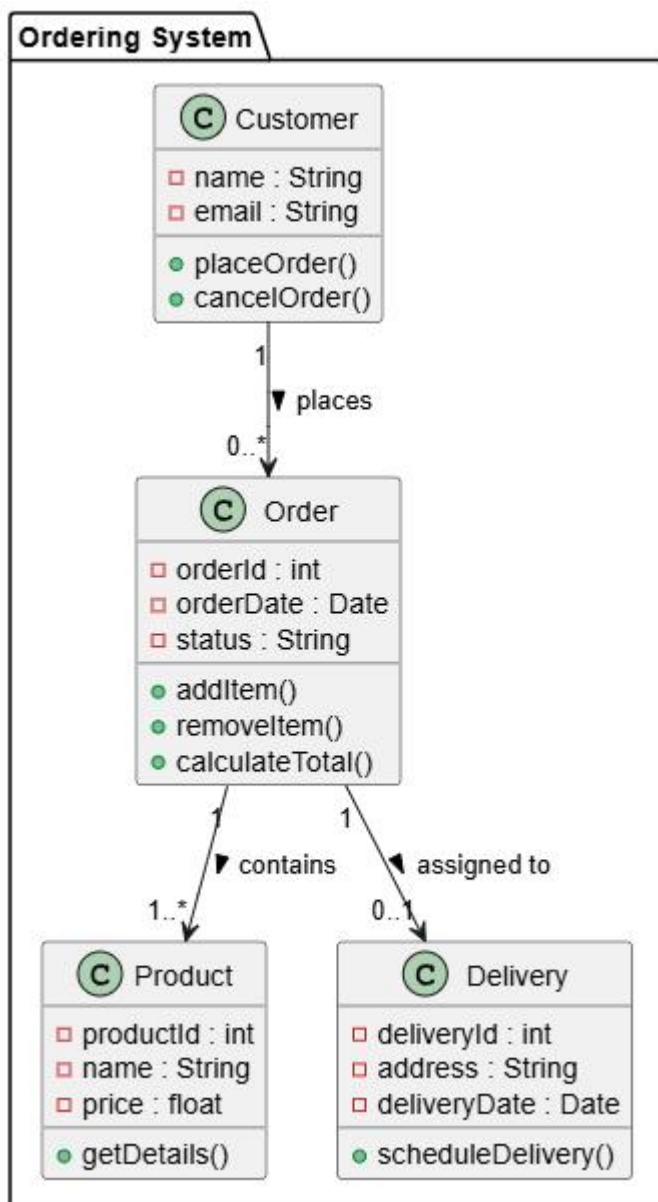 Ordering System
C Customer
name : String
email : String
placeOrder()
cancelOrder()
1
places
0..*
C Order
orderId : int
orderDate : Date
status : String
addItem()
removeItem()
calculateTotal()
1
1
contains
assigned to
1..*
0..1
C Product
productId : int
name : String
price : float
getDetails()
C Delivery
deliveryId : int
address : String
deliveryDate : Date
scheduleDelivery()